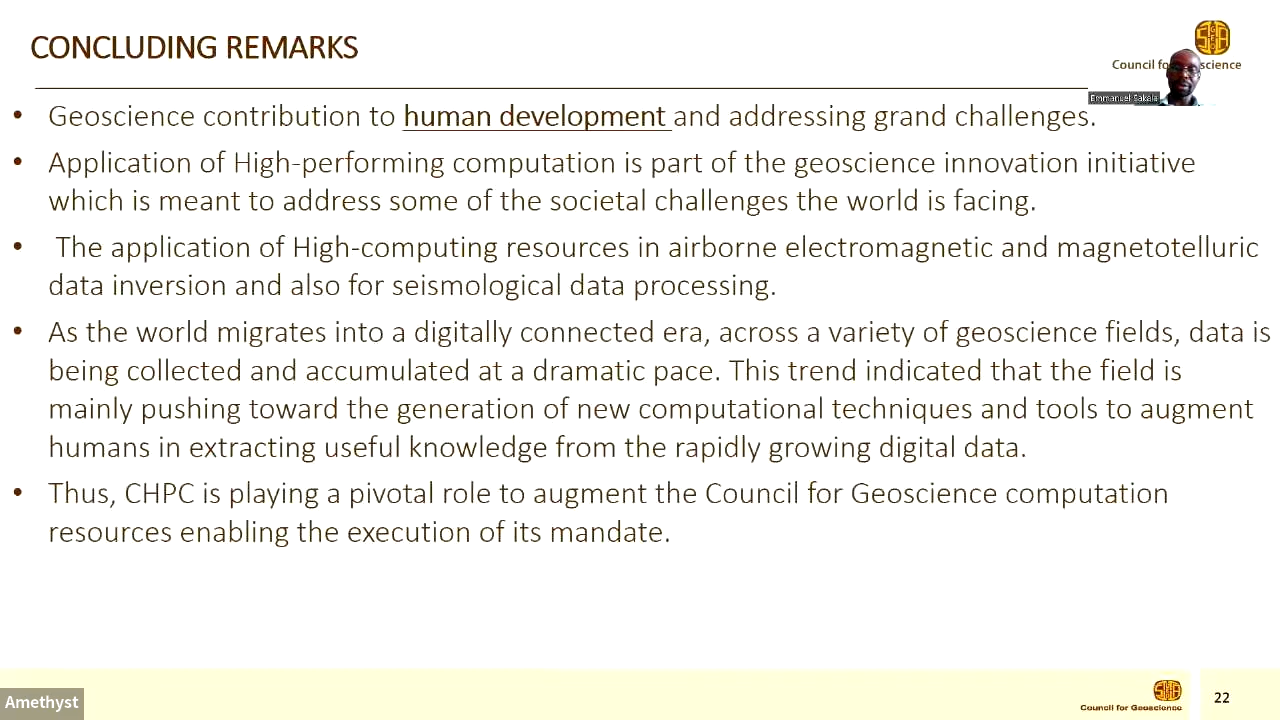 CONCLUDING REMARKS
Council fo science
Emmanuel Sakala
• Geoscience contribution to human development and addressing grand challenges.
• Application of High-performing computation is part of the geoscience innovation initiative
which is meant to address some of the societal challenges the world is facing.
• The application of High-computing resources in airborne electromagnetic and magnetotelluric
data inversion and also for seismological data processing.
• As the world migrates into a digitally connected era, across a variety of geoscience fields, data is
being collected and accumulated at a dramatic pace. This trend indicated that the field is
mainly pushing toward the generation of new computational techniques and tools to augment
humans in extracting useful knowledge from the rapidly growing digital data.
• Thus, CHPC is playing a pivotal role to augment the Council for Geoscience computation
resources enabling the execution of its mandate.
Amethyst
Council for Geoscience
22